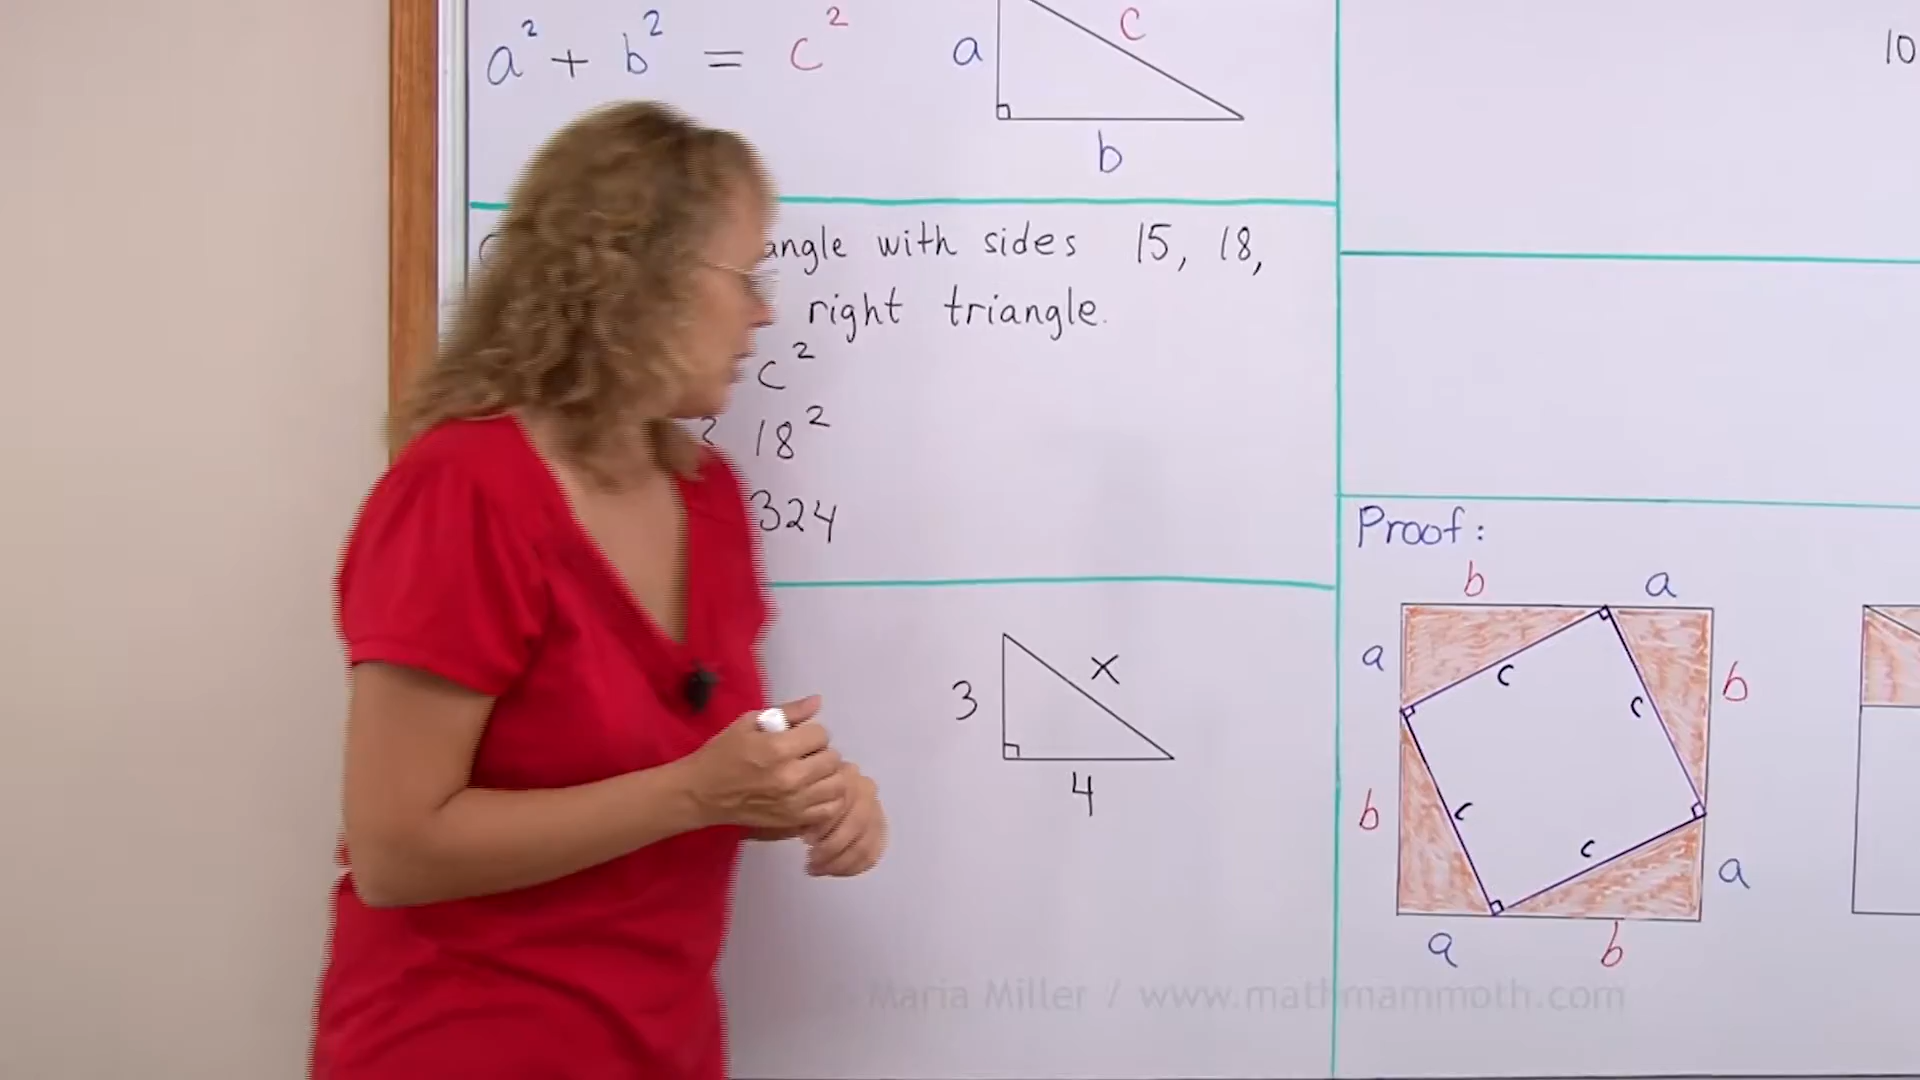 a² + b² = c²
a
c
b
angle with sides 15, 18,
right triangle.
c²
? 18²
324
3
x
4
10
Proof:
b a
a
c
c
b
b
c
c
a
a b
Maria Miller / www.mathmammoth.com